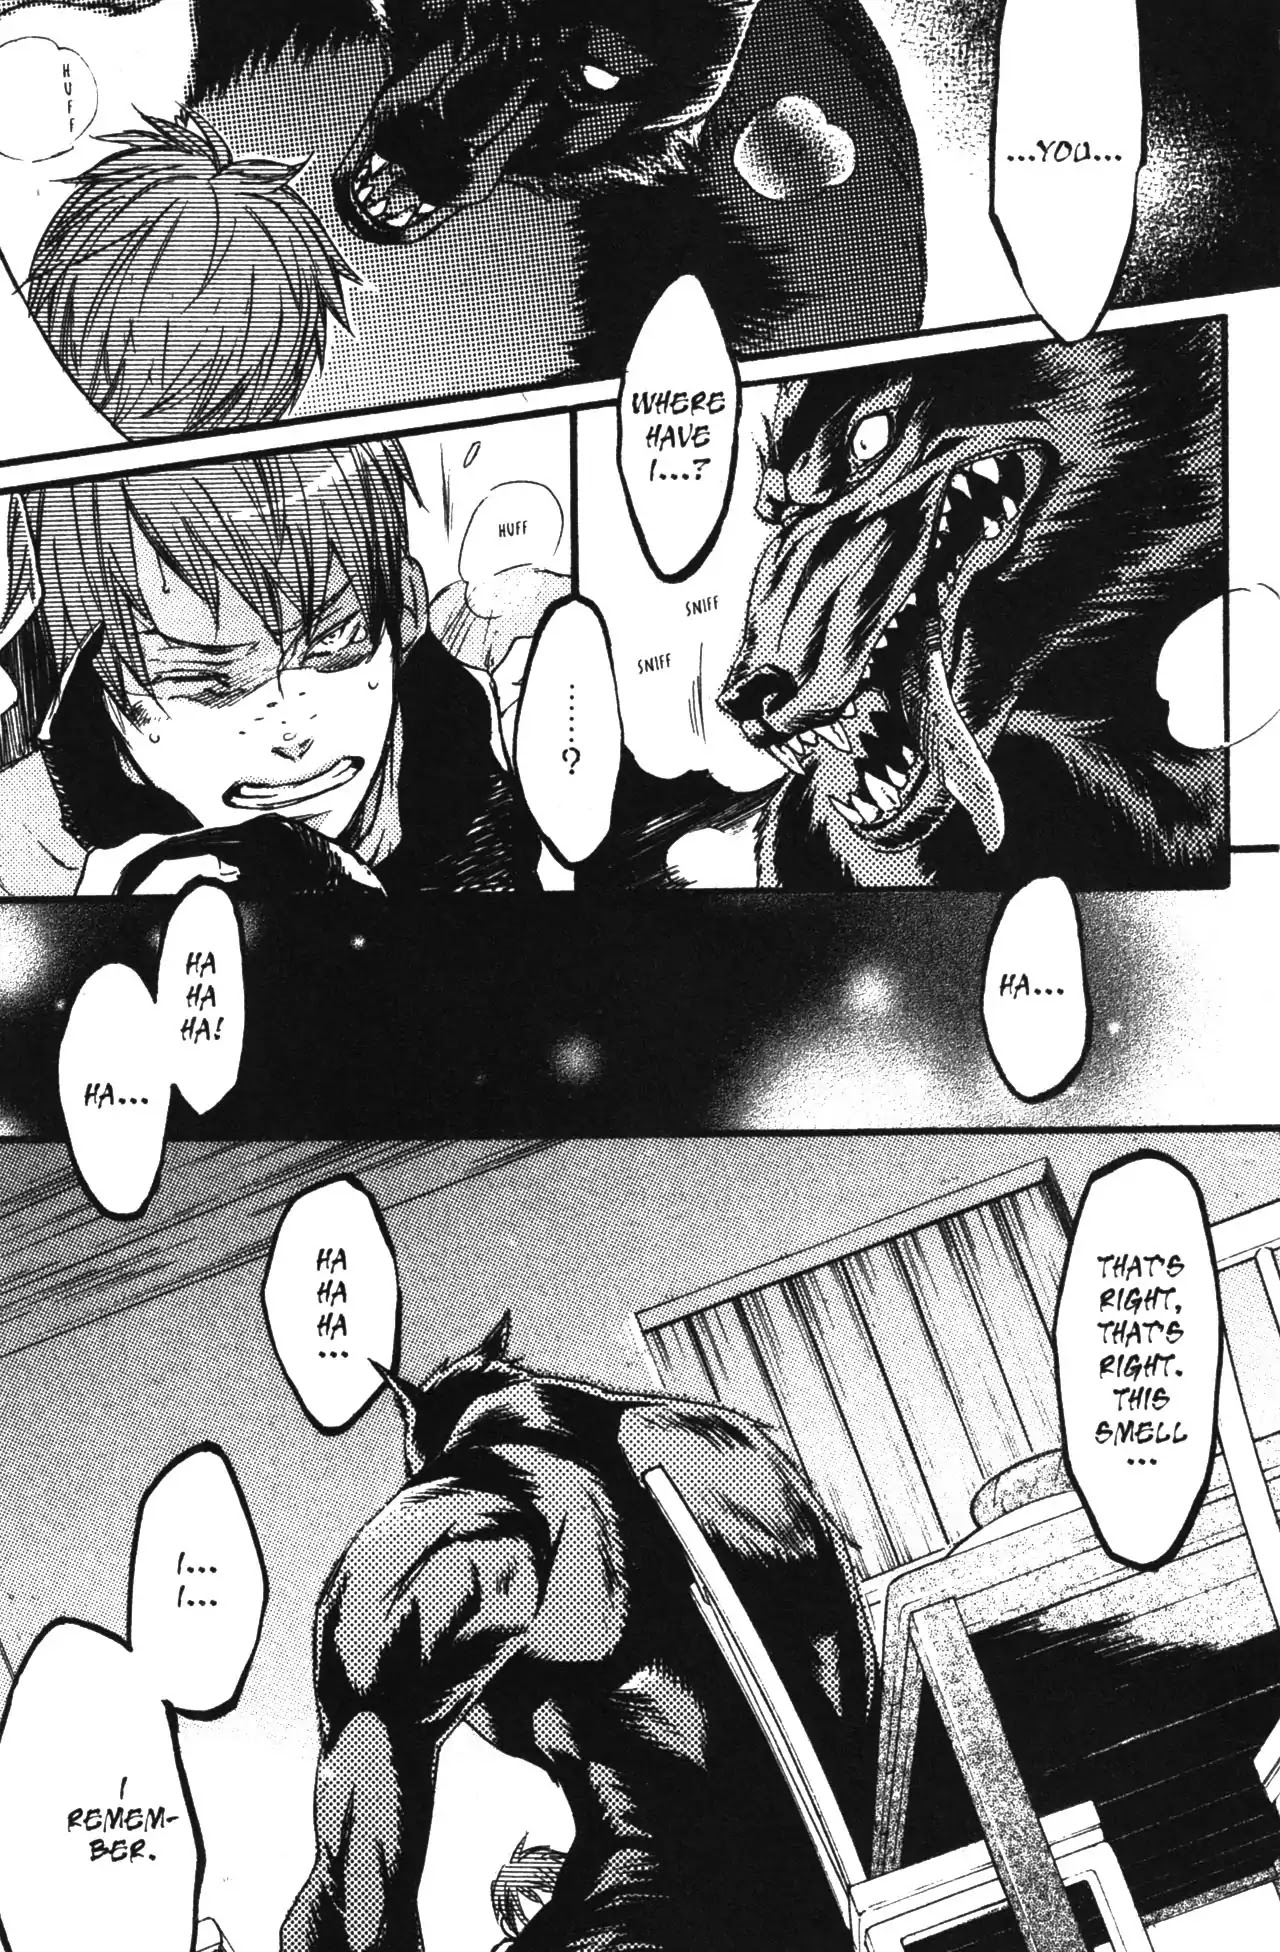 ...YOU...
HUFF
WHERE
HAVE
I....?
SNIFF
SNIFF
.......?
HUFF
HA...
HA
HA
HA!
HA...
THAT'S
RIGHT,
THAT'S
RIGHT.
THIS
SMELL
...
HA
HA
HA
...
I...
I...
I
REMEM-
BER.